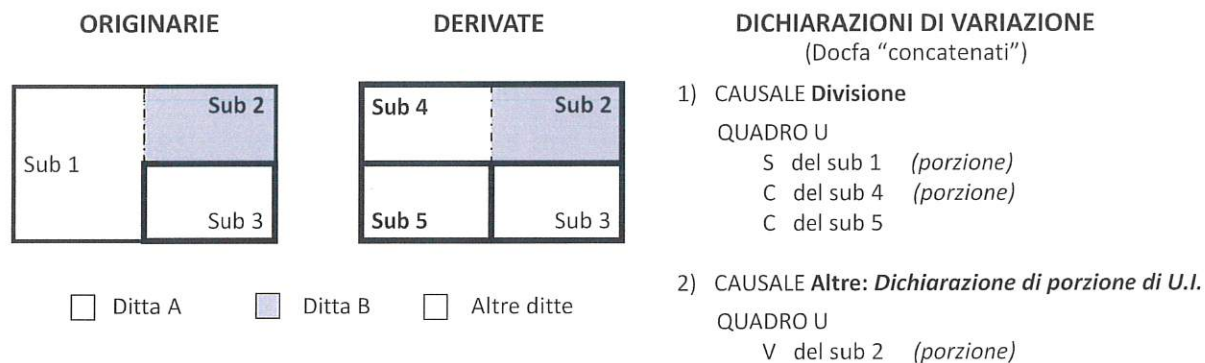 ORIGINARIE
DERIVATE
DICHIARAZIONI DI VARIAZIONE
(Docfa “concatenati”)
Sub 1
Sub 2
Sub 3
Sub 4
Sub 2
Sub 5
Sub 3
1) CAUSALE Divisione
QUADRO U
S del sub 1 (porzione)
C del sub 4 (porzione)
C del sub 5
2) CAUSALE Altre: Dichiarazione di porzione di U.I.
QUADRO U
V del sub 2 (porzione)
Ditta A
Ditta B
Altre ditte